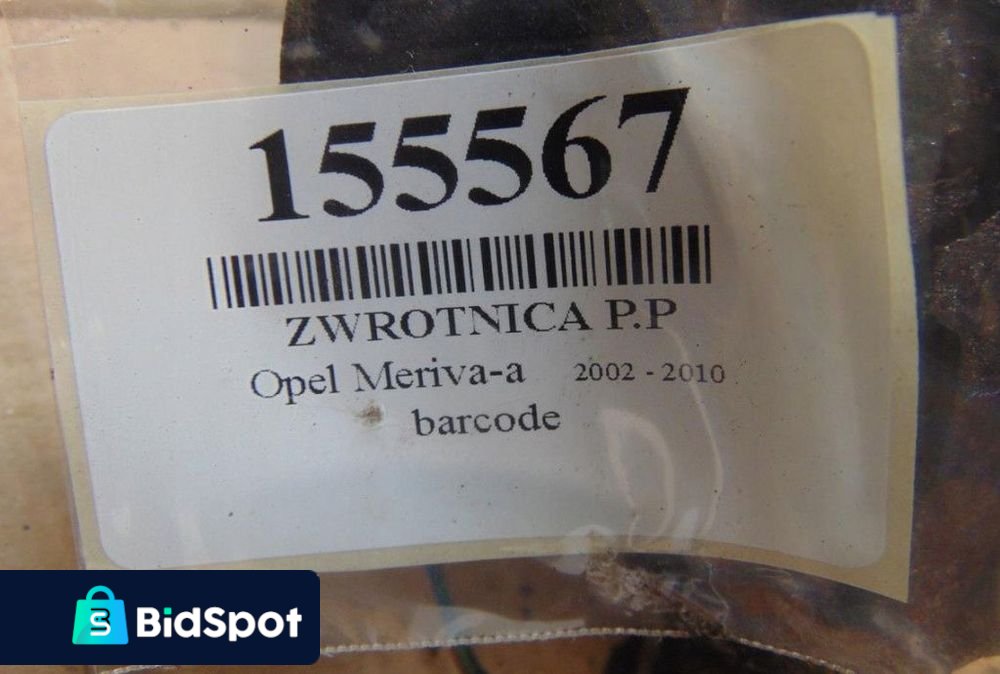 155567
ZWROTNICA P.P
Opel Meriva-a 2002 - 2010
barcode
BidSpot